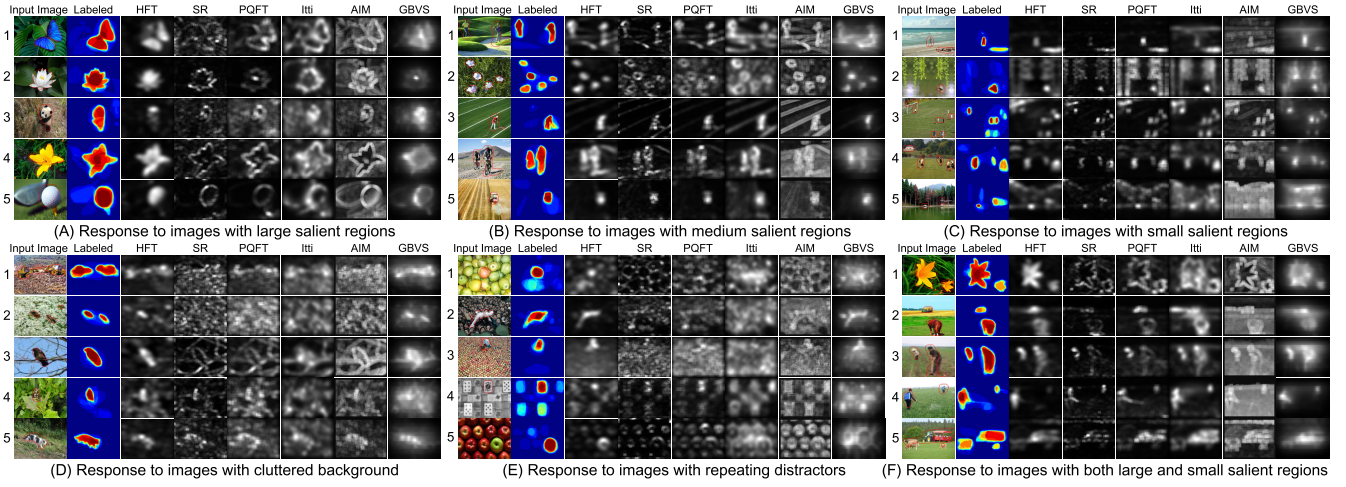 Input Image Labeled HFT SR PQFT Itti AIM GBVS
1
2
3
4
5
(A) Response to images with large salient regions
Input Image Labeled HFT SR PQFT Itti AIM GBVS
1
2
3
4
5
(B) Response to images with medium salient regions
Input Image Labeled HFT SR PQFT Itti AIM GBVS
1
2
3
4
5
(C) Response to images with small salient regions
Input Image Labeled HFT SR PQFT Itti AIM GBVS
1
2
3
4
5
(D) Response to images with cluttered background
Input Image Labeled HFT SR PQFT Itti AIM GBVS
1
2
3
4
5
(E) Response to images with repeating distractors
Input Image Labeled HFT SR PQFT Itti AIM GBVS
1
2
3
4
5
(F) Response to images with both large and small salient regions